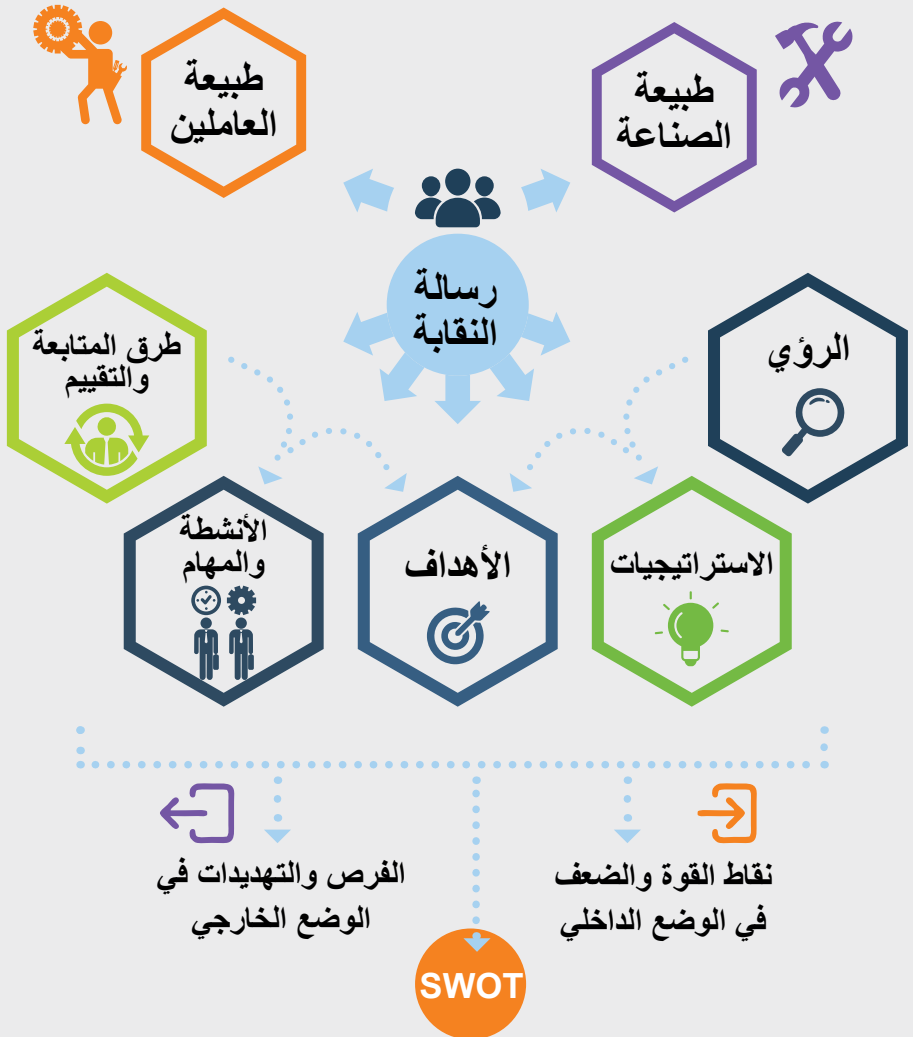 طبيعة
الصناعة
طبيعة
العاملين
رسالة
النقابة
الرؤي
طرق المتابعة
والتقييم
الاستراتيجيات
الأهداف
الأنشطة
والمهام
نقاط القوة والضعف
في الوضع الداخلي
الفرص والتهديدات في
الوضع الخارجي
SWOT